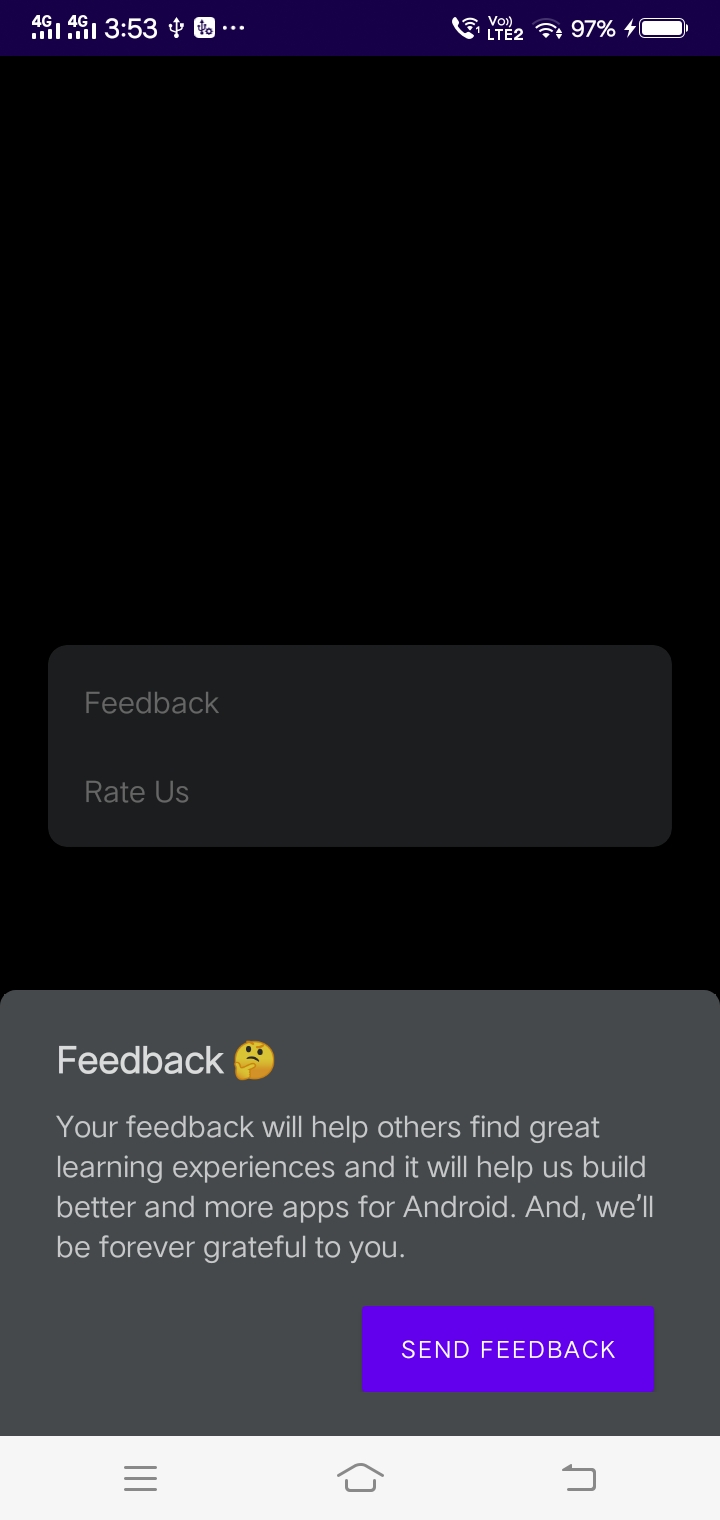 4G 4G 3:53 1 Vo)) LTE2 97%
Feedback
Rate Us
Feedback 🤔
Your feedback will help others find great
learning experiences and it will help us build
better and more apps for Android. And, we’ll
be forever grateful to you.
SEND FEEDBACK